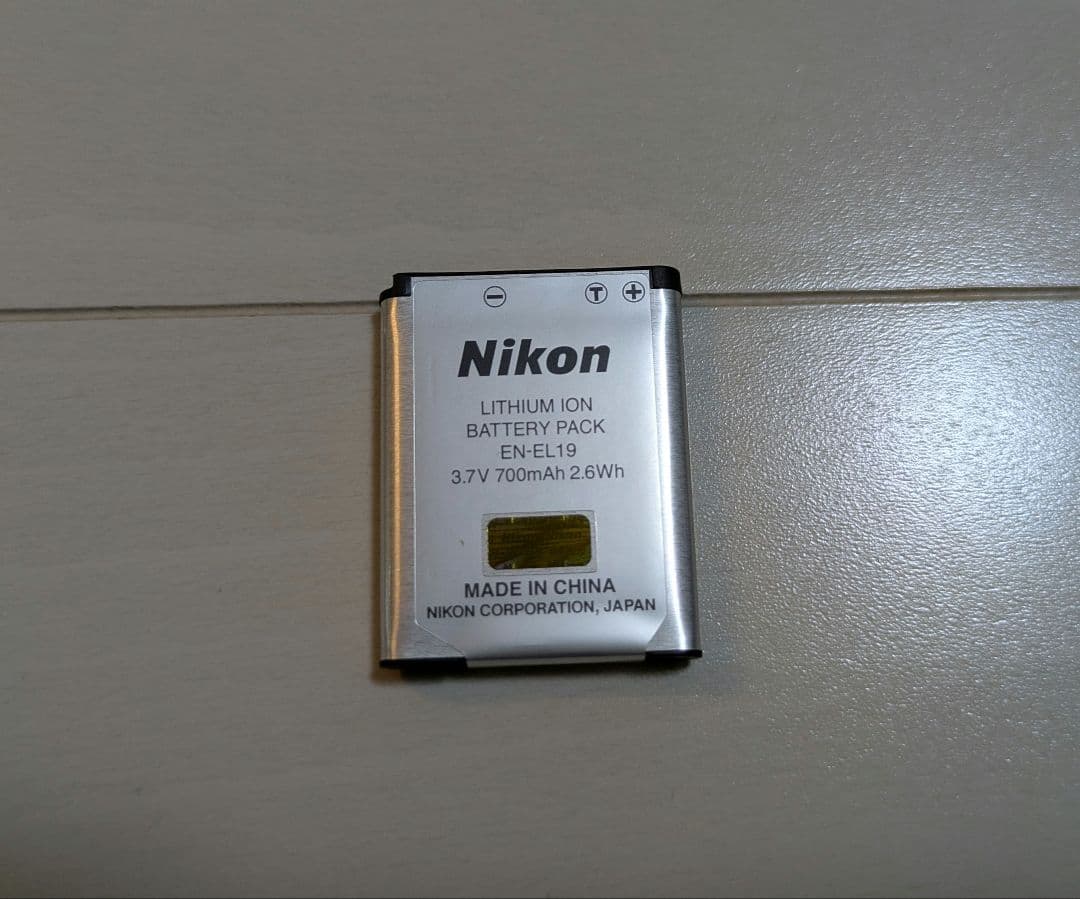 − T +
Nikon
LITHIUM ION
BATTERY PACK
EN-EL19
3.7V 700mAh 2.6Wh
MADE IN CHINA
NIKON CORPORATION, JAPAN